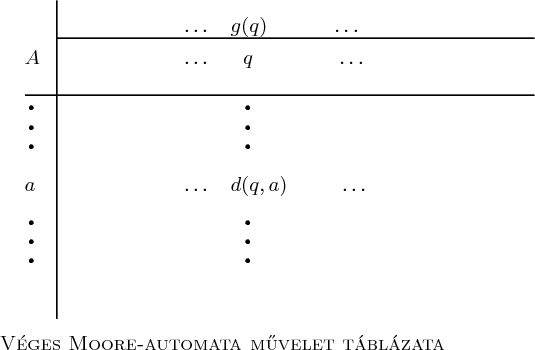 … g(q) …
A … q …
a … d(q, a) …
Véges Moore-automata művelet táblázata